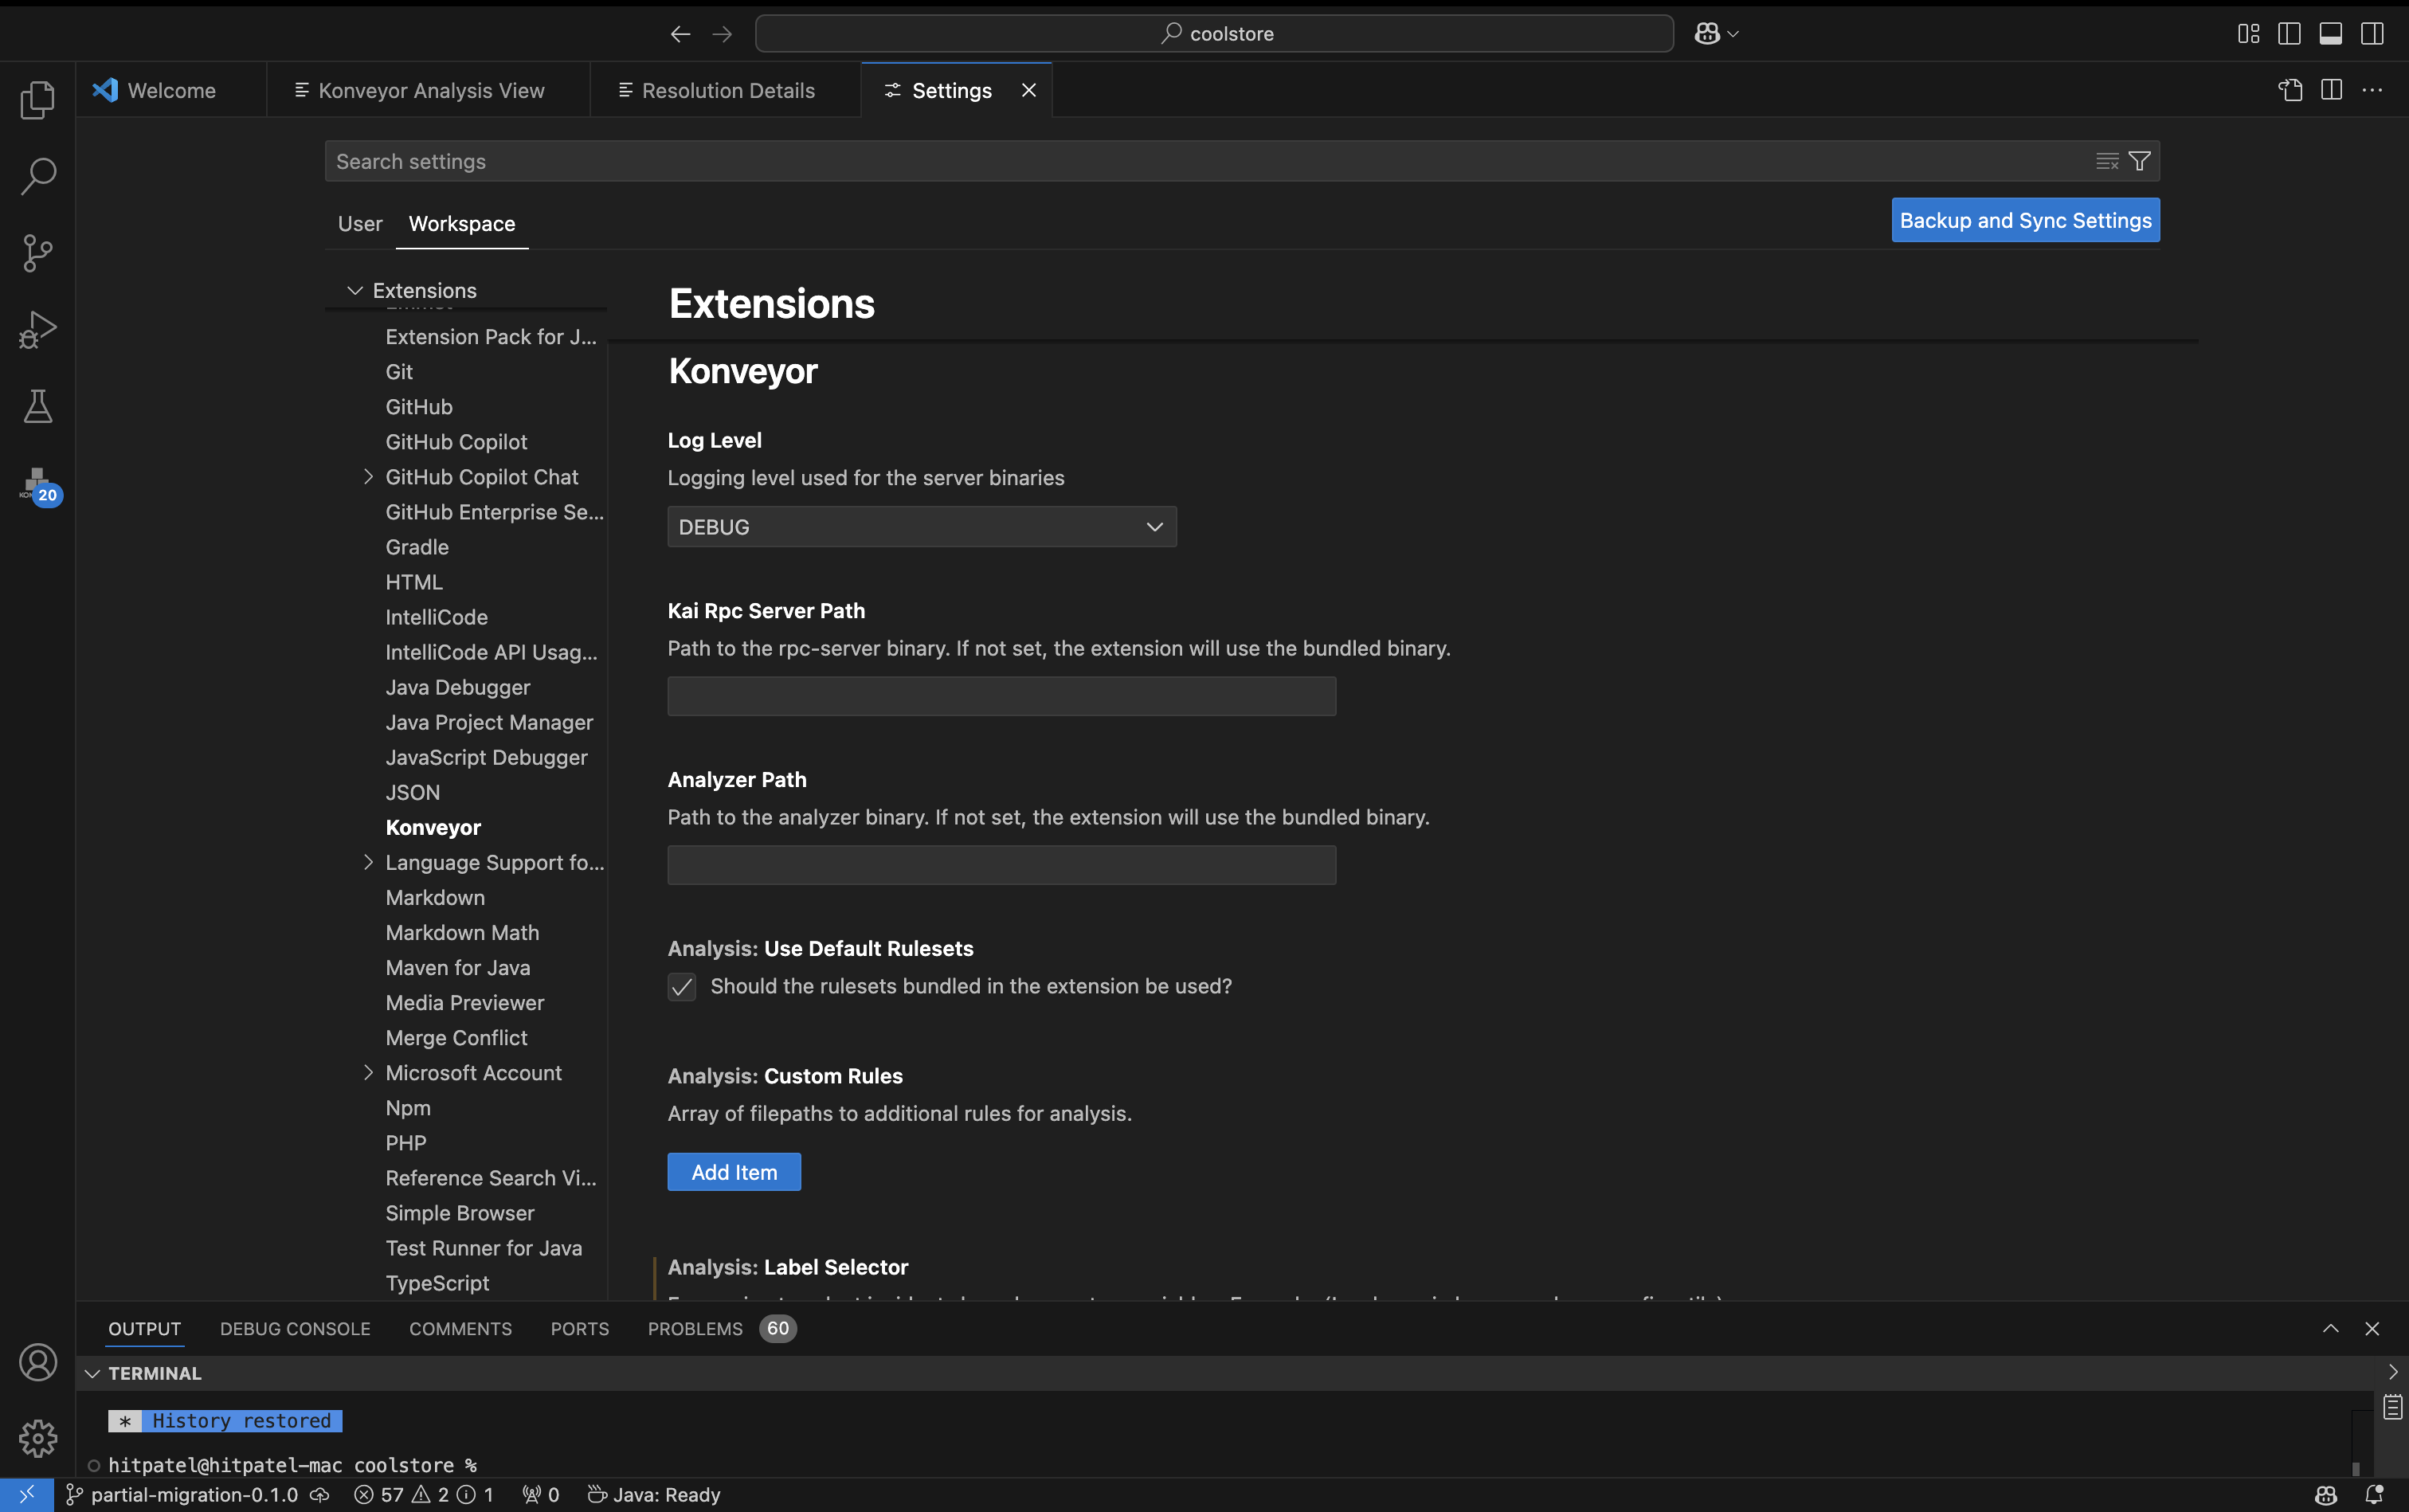 coolstore
Welcome
Konveyor Analysis View
Resolution Details
Settings
Search settings
User
Workspace
Backup and Sync Settings
Extensions
Extension Pack for J...
Git
GitHub
GitHub Copilot
GitHub Copilot Chat
GitHub Enterprise Se...
Gradle
HTML
IntelliCode
IntelliCode API Usag...
Java Debugger
Java Project Manager
JavaScript Debugger
JSON
Konveyor
Language Support fo...
Markdown
Markdown Math
Maven for Java
Media Previewer
Merge Conflict
Microsoft Account
Npm
PHP
Reference Search Vi...
Simple Browser
Test Runner for Java
TypeScript
Extensions
Konveyor
Log Level
Logging level used for the server binaries
DEBUG
Kai Rpc Server Path
Path to the rpc-server binary. If not set, the extension will use the bundled binary.
Analyzer Path
Path to the analyzer binary. If not set, the extension will use the bundled binary.
Analysis: Use Default Rulesets
Should the rulesets bundled in the extension be used?
Analysis: Custom Rules
Array of filepaths to additional rules for analysis.
Add Item
Analysis: Label Selector
20
OUTPUT
DEBUG CONSOLE
COMMENTS
PORTS
PROBLEMS 60
TERMINAL
* History restored
hitpatel@hitpatel-mac coolstore %
partial-migration-0.1.0
57 2 1
0
Java: Ready